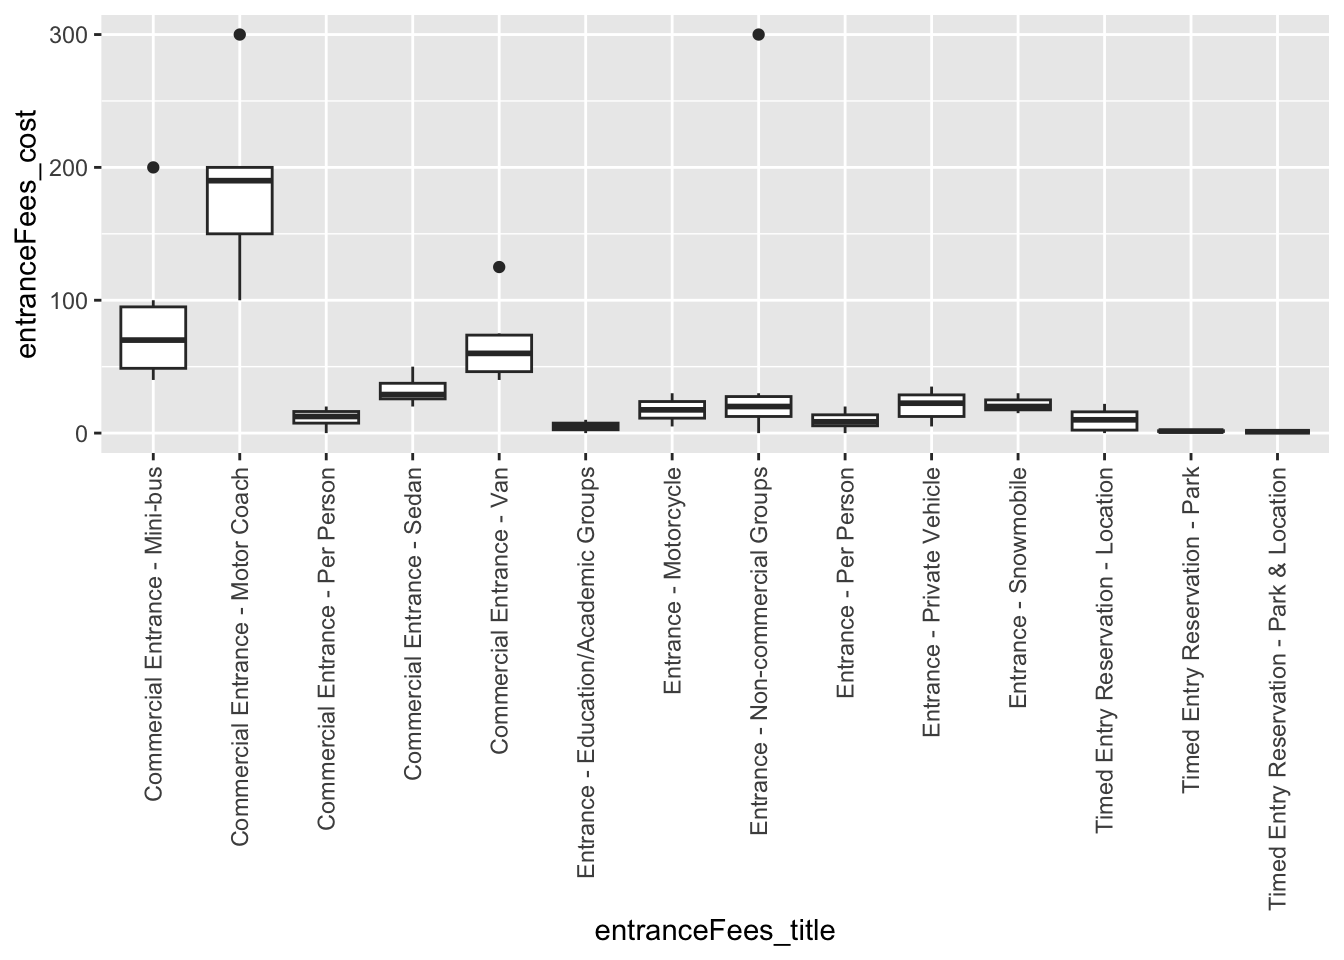 entranceFees_cost
300
200
100
0
Commercial Entrance - Mini-bus
Commercial Entrance - Motor Coach
Commercial Entrance - Per Person
Commercial Entrance - Sedan
Commercial Entrance - Van
Entrance - Education/Academic Groups
Entrance - Motorcycle
Entrance - Non-commercial Groups
Entrance - Per Person
Entrance - Private Vehicle
Entrance - Snowmobile
Timed Entry Reservation - Location
Timed Entry Reservation - Park
Timed Entry Reservation - Park & Location
entranceFees_title